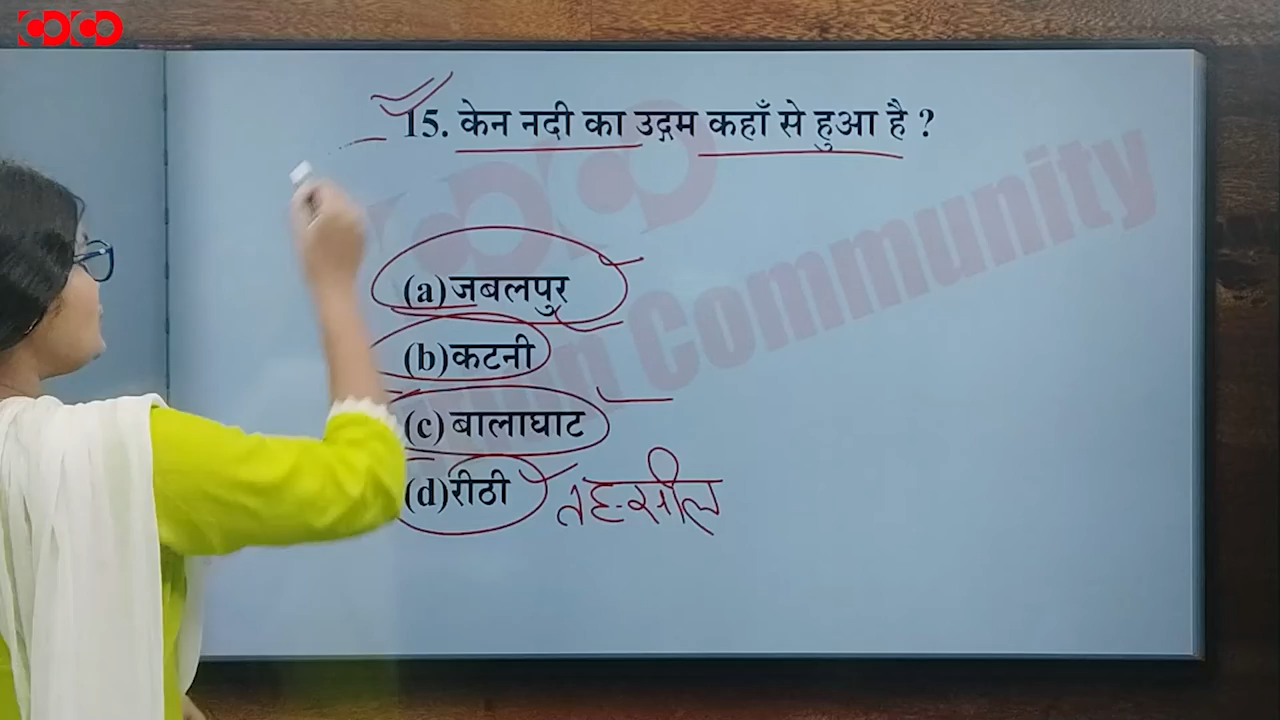 15. केन नदी का उद्गम कहाँ से हुआ है ?
(a) जबलपुर
(b) कटनी
(c) बालाघाट
(d) रीठी तहसील
Community